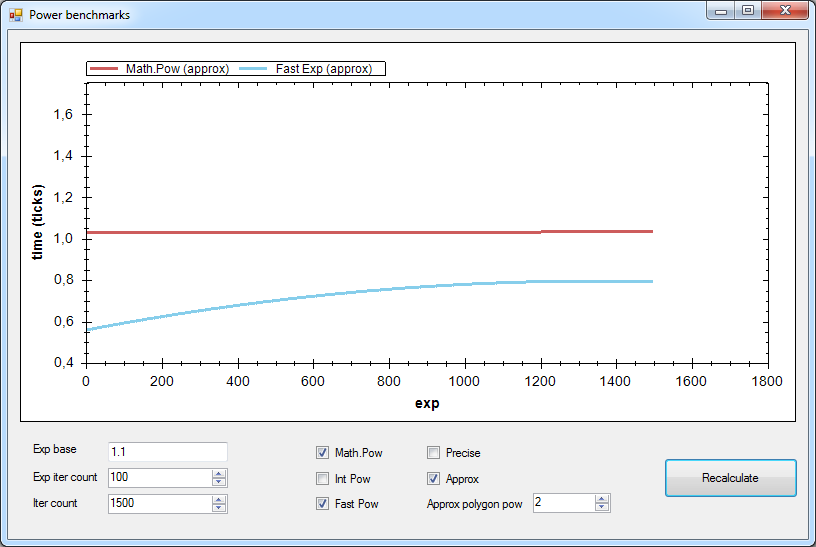 Power benchmarks
Math.Pow (approx) Fast Exp (approx)
1,6
1,4
1,2
1,0
0,8
0,6
0,4
time (ticks)
0 200 400 600 800 1000 1200 1400 1600 1800
exp
Exp base 1.1 Math.Pow Precise
Exp iter count 100 Int Pow Approx Recalculate
Iter count 1500 Fast Pow Approx polygon pow 2